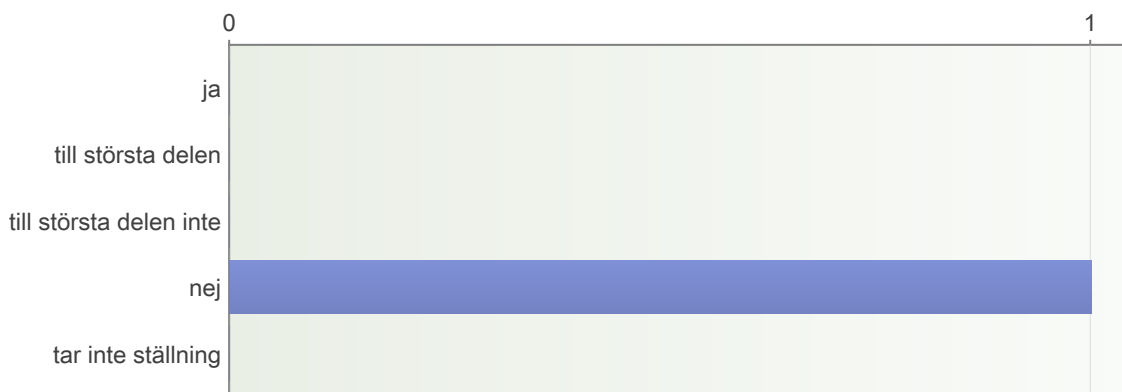 0 1
ja
till största delen
till största delen inte
nej
tar inte ställning